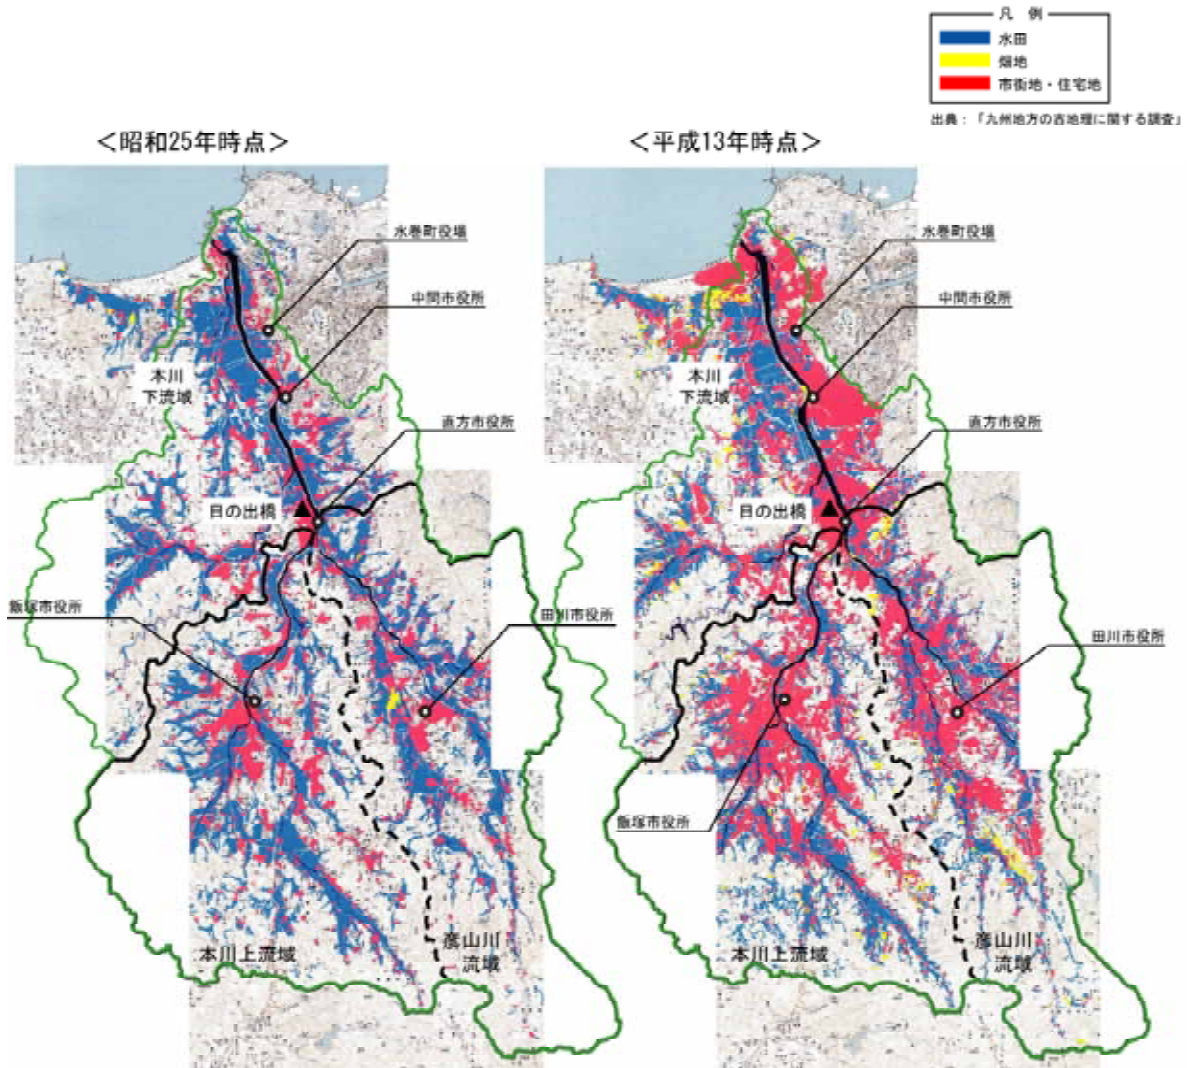 凡 例
水田
畑地
市街地・住宅地
出典：「九州地方の古地理に関する調査」
＜昭和25年時点＞
＜平成13年時点＞
水巻町役場
中間市役所
本川
下流域
直方市役所
日の出橋
飯塚市役所
田川市役所
本川上流域
彦山川
流域
水巻町役場
中間市役所
本川
下流域
直方市役所
日の出橋
田川市役所
飯塚市役所
本川上流域
彦山川
流域